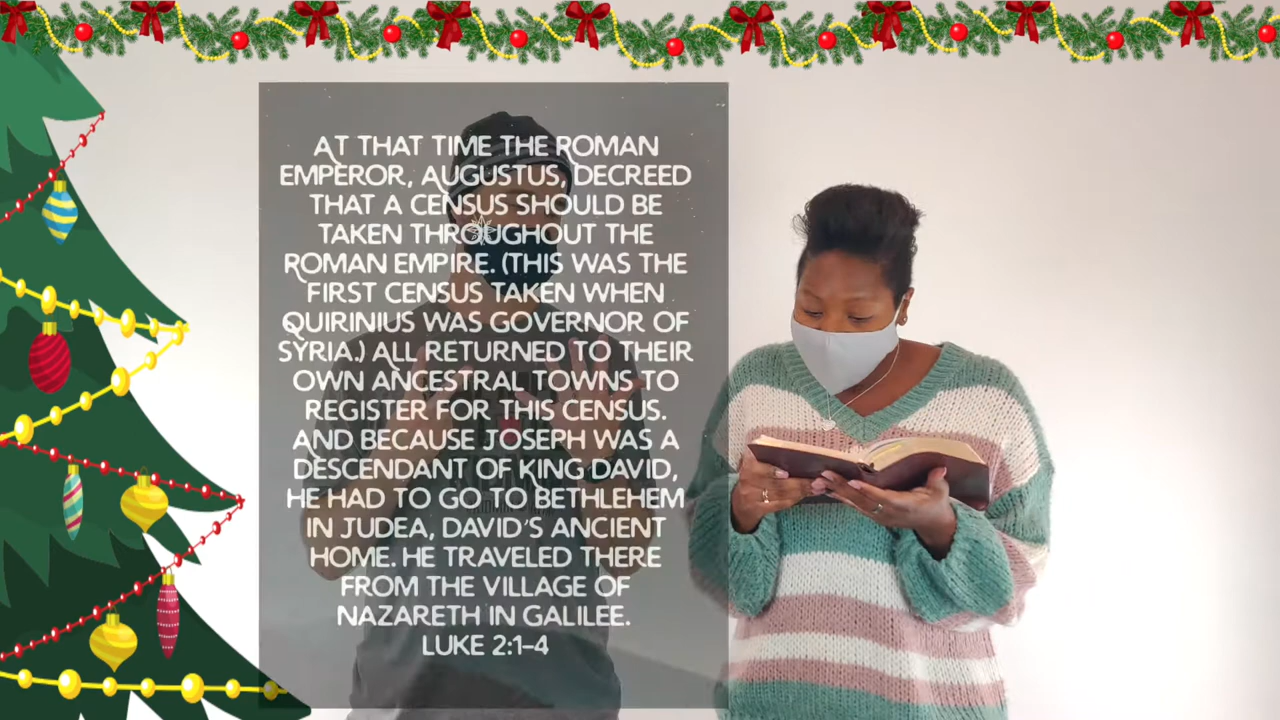 AT THAT TIME THE ROMAN
EMPEROR, AUGUSTUS, DECREED
THAT A CENSUS SHOULD BE
TAKEN THROUGHOUT THE
ROMAN EMPIRE. (THIS WAS THE
FIRST CENSUS TAKEN WHEN
QUIRINIUS WAS GOVERNOR OF
SYRIA.) ALL RETURNED TO THEIR
OWN ANCESTRAL TOWNS TO
REGISTER FOR THIS CENSUS.
AND BECAUSE JOSEPH WAS A
DESCENDANT OF KING DAVID,
HE HAD TO GO TO BETHLEHEM
IN JUDEA, DAVID'S ANCIENT
HOME. HE TRAVELED THERE
FROM THE VILLAGE OF
NAZARETH IN GALILEE.
LUKE 2:1-4